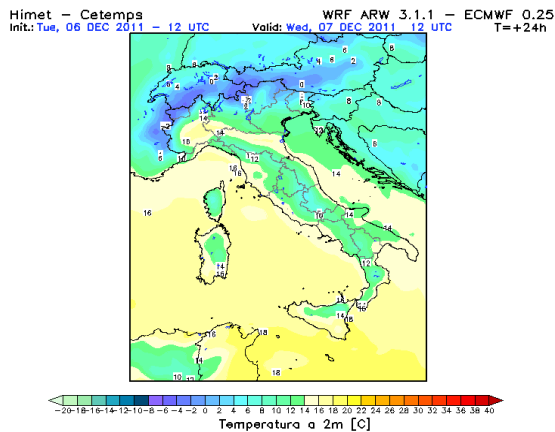 Himet – Cetemps WRF ARW 3.1.1 – ECMWF 0.25
Init.: Tue, 06 DEC 2011 – 12 UTC Valid: Wed, 07 DEC 2011 12 UTC T=+24h
-20-18-16-14-12-10 -8 -6 -4 -2 0 2 4 6 8 10 12 14 16 18 20 22 24 26 28 30 32 34 36 38 40
Temperatura a 2m [C]